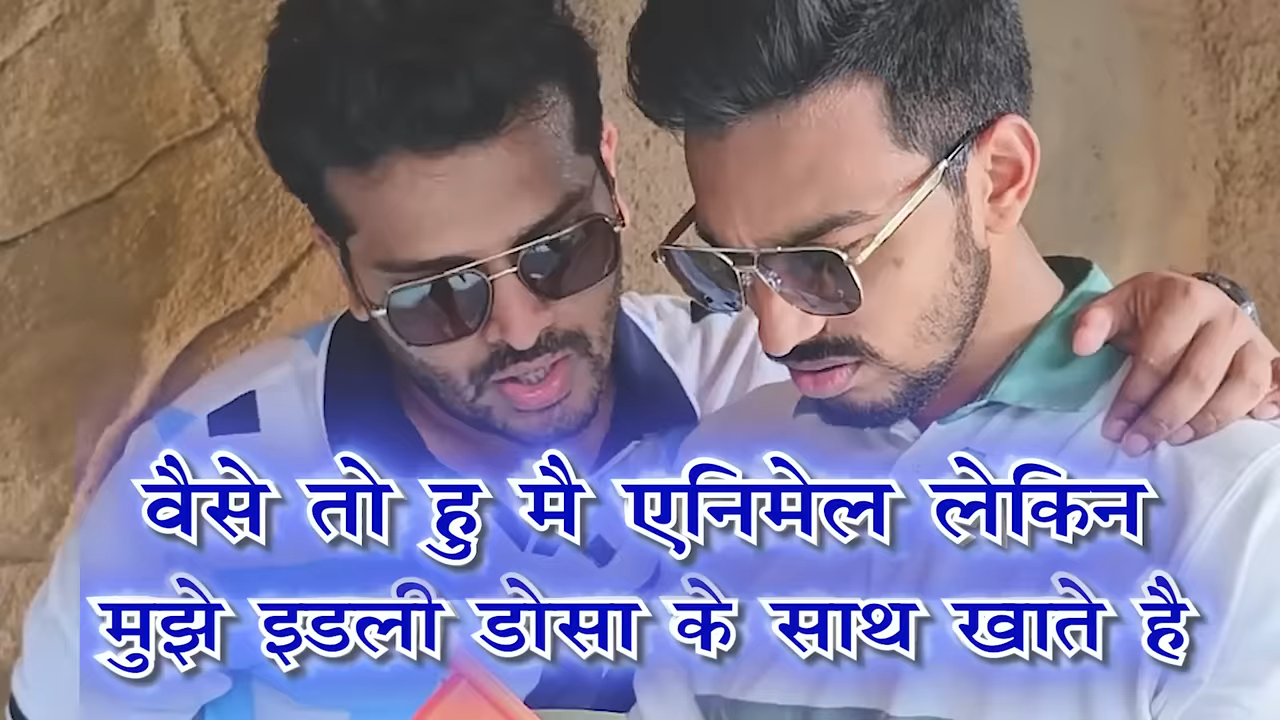 वैसे तो हु मै एनिमेल लेकिन
मुझे इडली डोसा के साथ खाते है